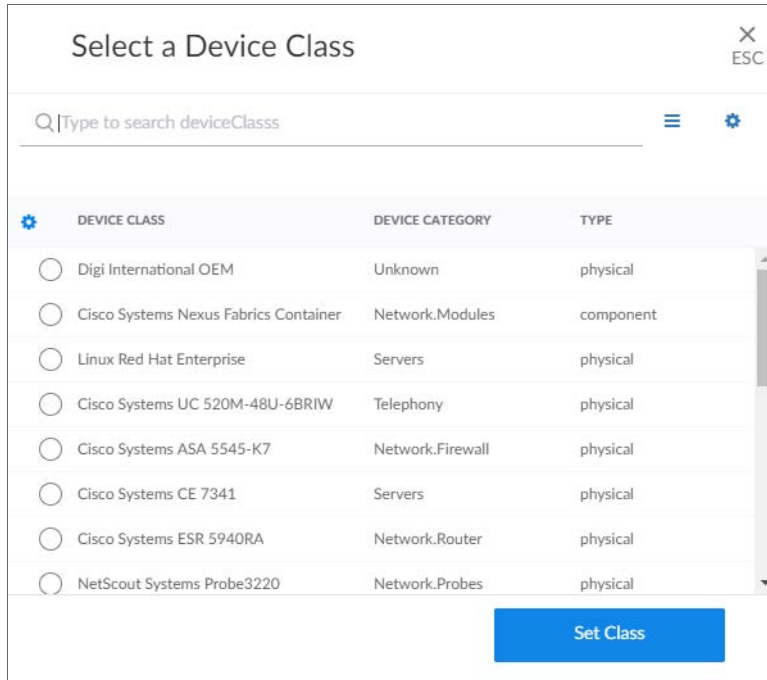 Select a Device Class
ESC
Type to search deviceClasss
DEVICE CLASS DEVICE CATEGORY TYPE
Digi International OEM Unknown physical
Cisco Systems Nexus Fabrics Container Network.Modules component
Linux Red Hat Enterprise Servers physical
Cisco Systems UC 520M-48U-6BRIW Telephony physical
Cisco Systems ASA 5545-K7 Network.Firewall physical
Cisco Systems CE 7341 Servers physical
Cisco Systems ESR 5940RA Network.Router physical
NetScout Systems Probe3220 Network.Probes physical
Set Class